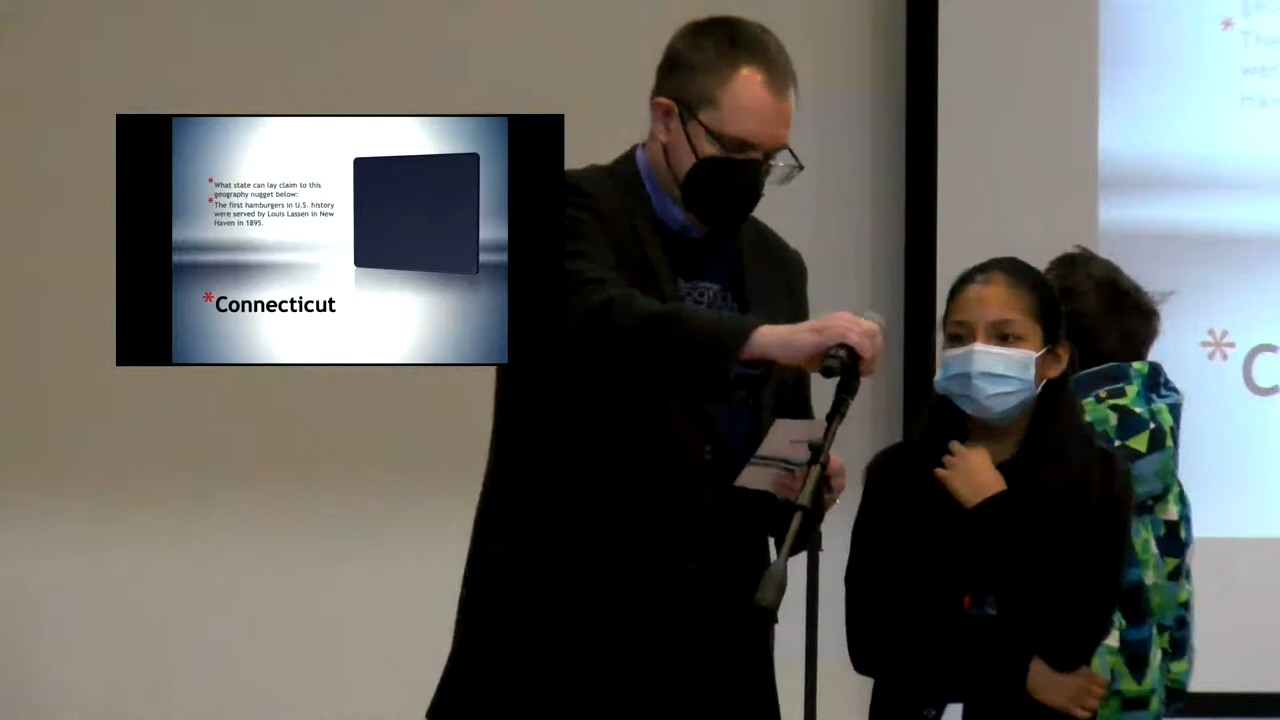 *What state can lay claim to this
geography nugget below:
*The first hamburgers in U.S. history
were served by Louis Lassen in New
Haven in 1895.
*Connecticut
*
*C